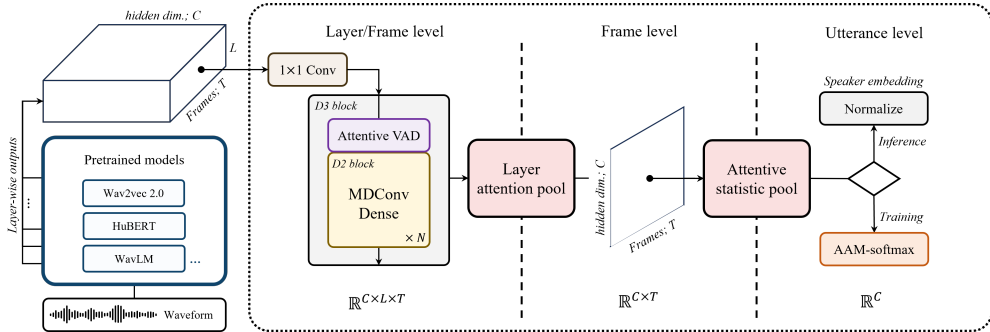 hidden dim.; C
L
Frames; T
Layer-wise outputs
...
Pretrained models
Wav2vec 2.0
HuBERT
WavLM
...
Waveform
Layer/Frame level
1×1 Conv
D3 block
Attentive VAD
D2 block
MDConv
Dense
× N
ℝ^{C×L×T}
Layer
attention pool
Frame level
hidden dim.; C
Frames; T
ℝ^{C×T}
Attentive
statistic pool
Utterance level
Speaker embedding
Normalize
Inference
Training
AAM-softmax
ℝ^{C}